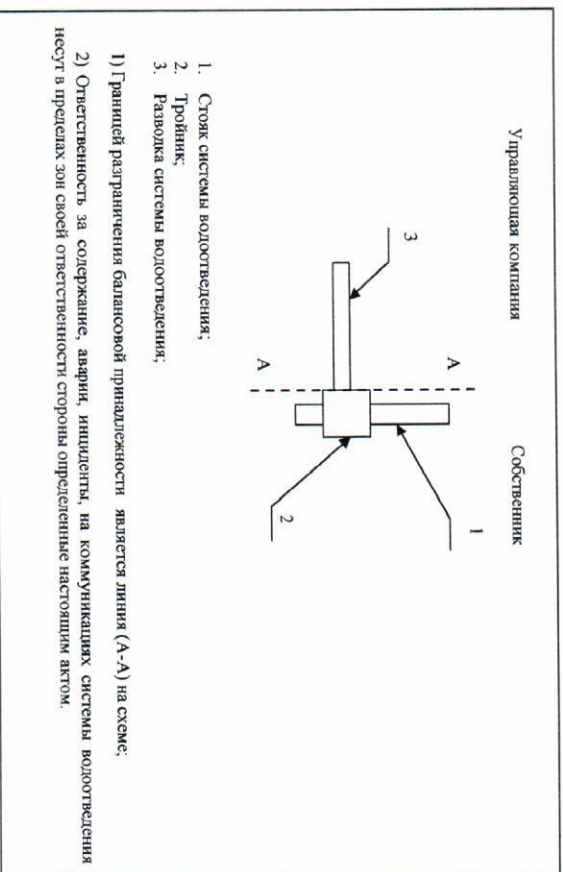 Управляющая компания
Собственник
3
A
A
1
2
1. Стояк системы водоотведения;
2. Тройник;
3. Разводка системы водоотведения;
1) Границей разграничения балансовой принадлежности является линия (А-А) на схеме;
2) Ответственность за содержание, аварии, инциденты, на коммуникациях системы водоотведения
несут в пределах зон своей ответственности стороны определенные настоящим актом.